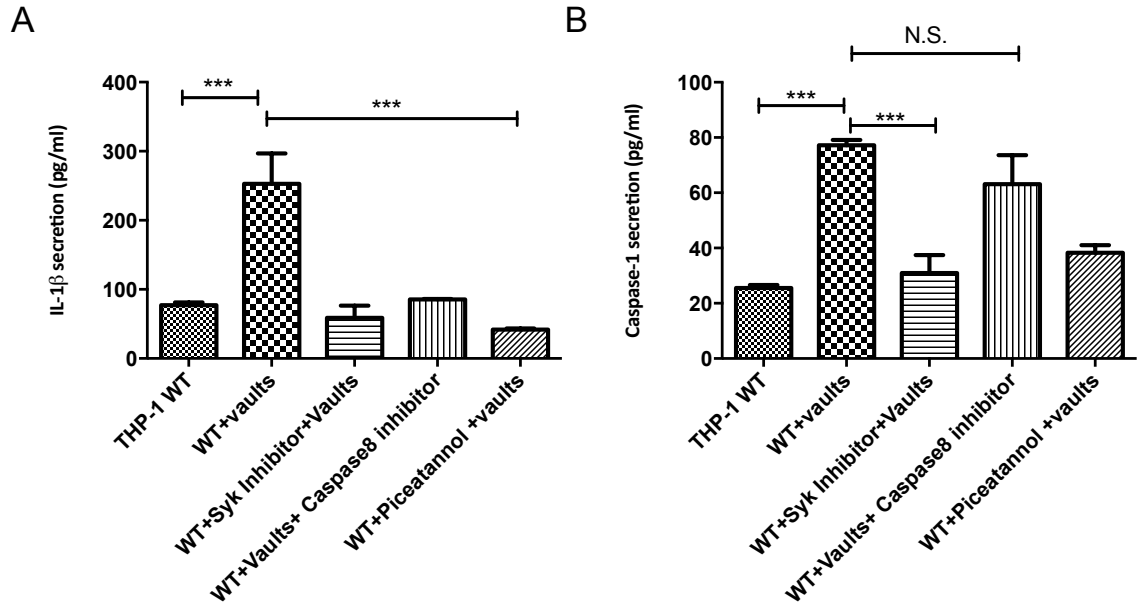 A
IL-1β secretion (pg/ml)
400
300
200
100
0
***
***
THP-1 WT
WT+vaults
WT+Syk Inhibitor+Vaults
WT+Vaults+ Caspase8 inhibitor
WT+Piceatannol +vaults
B
Caspase-1 secretion (pg/ml)
100
80
60
40
20
0
N.S.
***
***
THP-1 WT
WT+vaults
WT+Syk Inhibitor+Vaults
WT+Vaults+ Caspase8 inhibitor
WT+Piceatannol +vaults